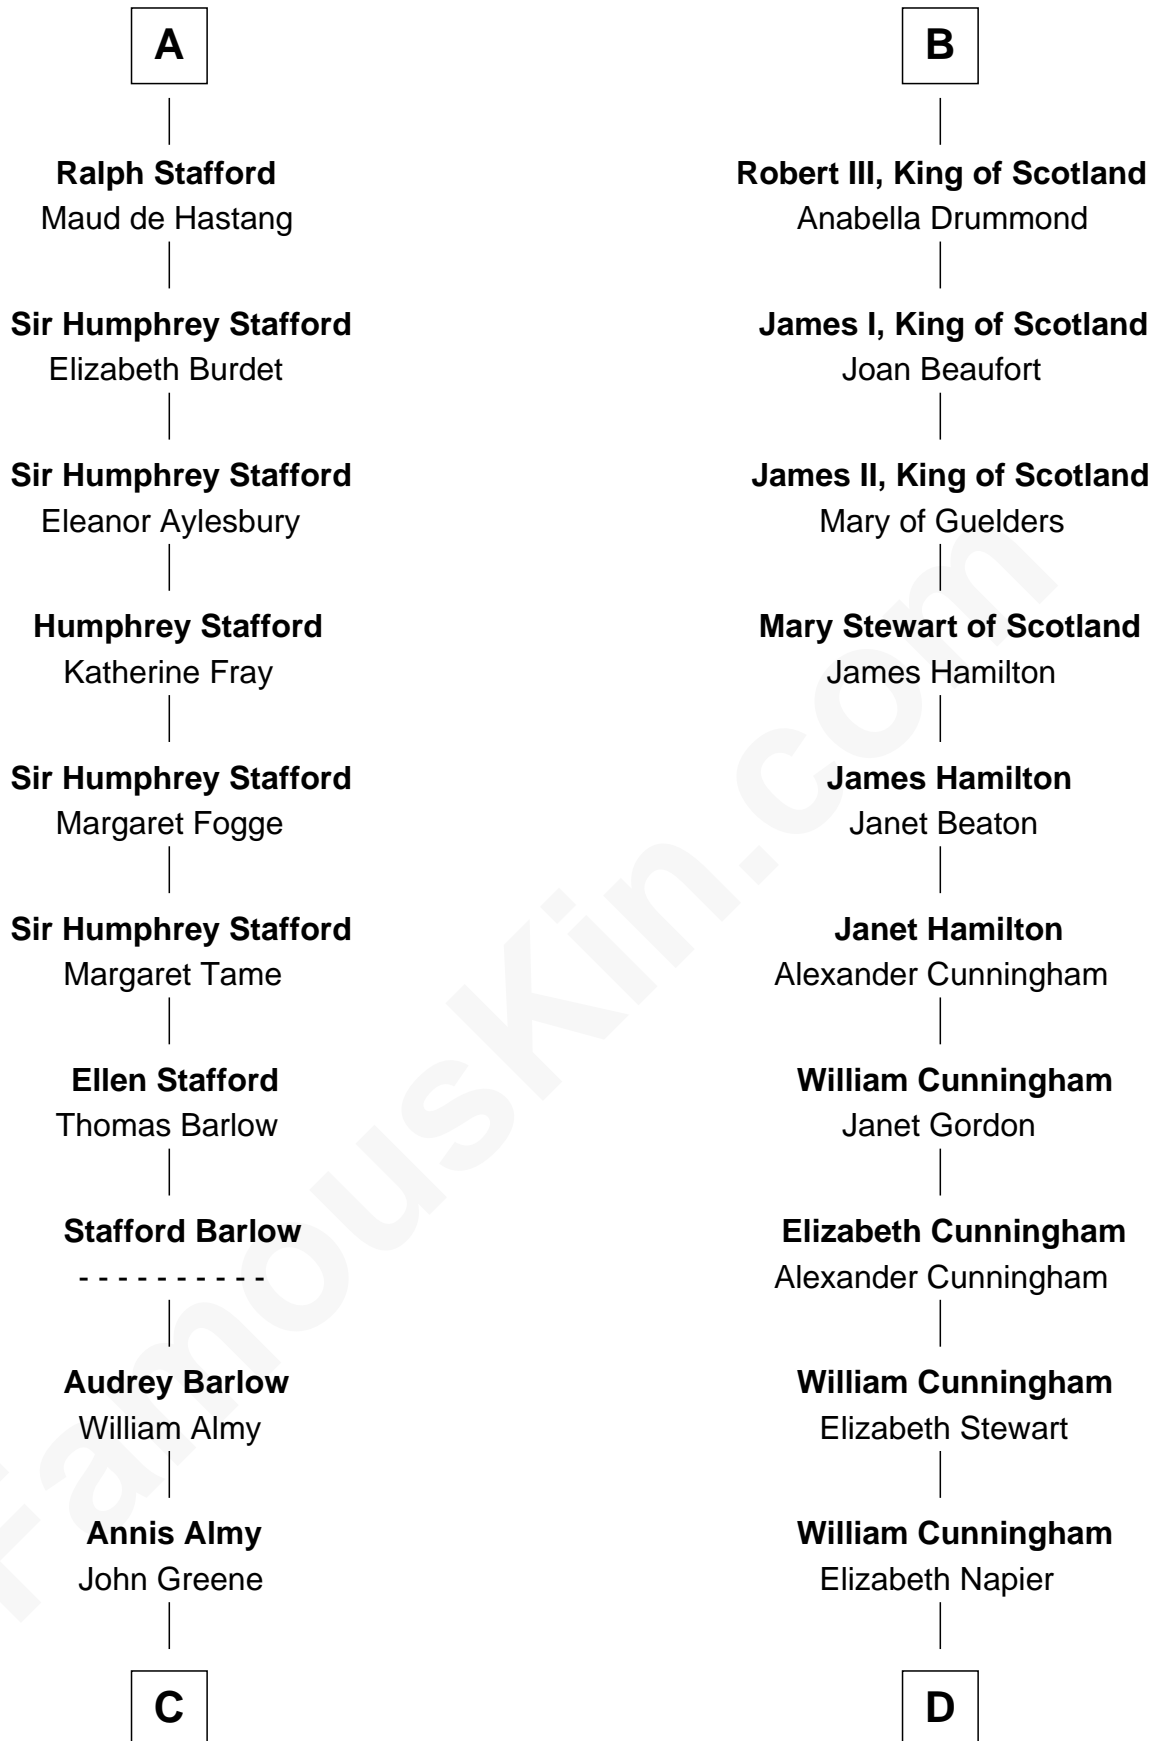 A
Ralph Stafford
Maud de Hastang
Sir Humphrey Stafford
Elizabeth Burdet
Sir Humphrey Stafford
Eleanor Aylesbury
Humphrey Stafford
Katherine Fray
Sir Humphrey Stafford
Margaret Fogge
Sir Humphrey Stafford
Margaret Tame
Ellen Stafford
Thomas Barlow
Stafford Barlow
- - - - - - - - - -
Audrey Barlow
William Almy
Annis Almy
John Greene
C
B
Robert III, King of Scotland
Anabella Drummond
James I, King of Scotland
Joan Beaufort
James II, King of Scotland
Mary of Guelders
Mary Stewart of Scotland
James Hamilton
James Hamilton
Janet Beaton
Janet Hamilton
Alexander Cunningham
William Cunningham
Janet Gordon
Elizabeth Cunningham
Alexander Cunningham
William Cunningham
Elizabeth Stewart
William Cunningham
Elizabeth Napier
D
FamousKin.com